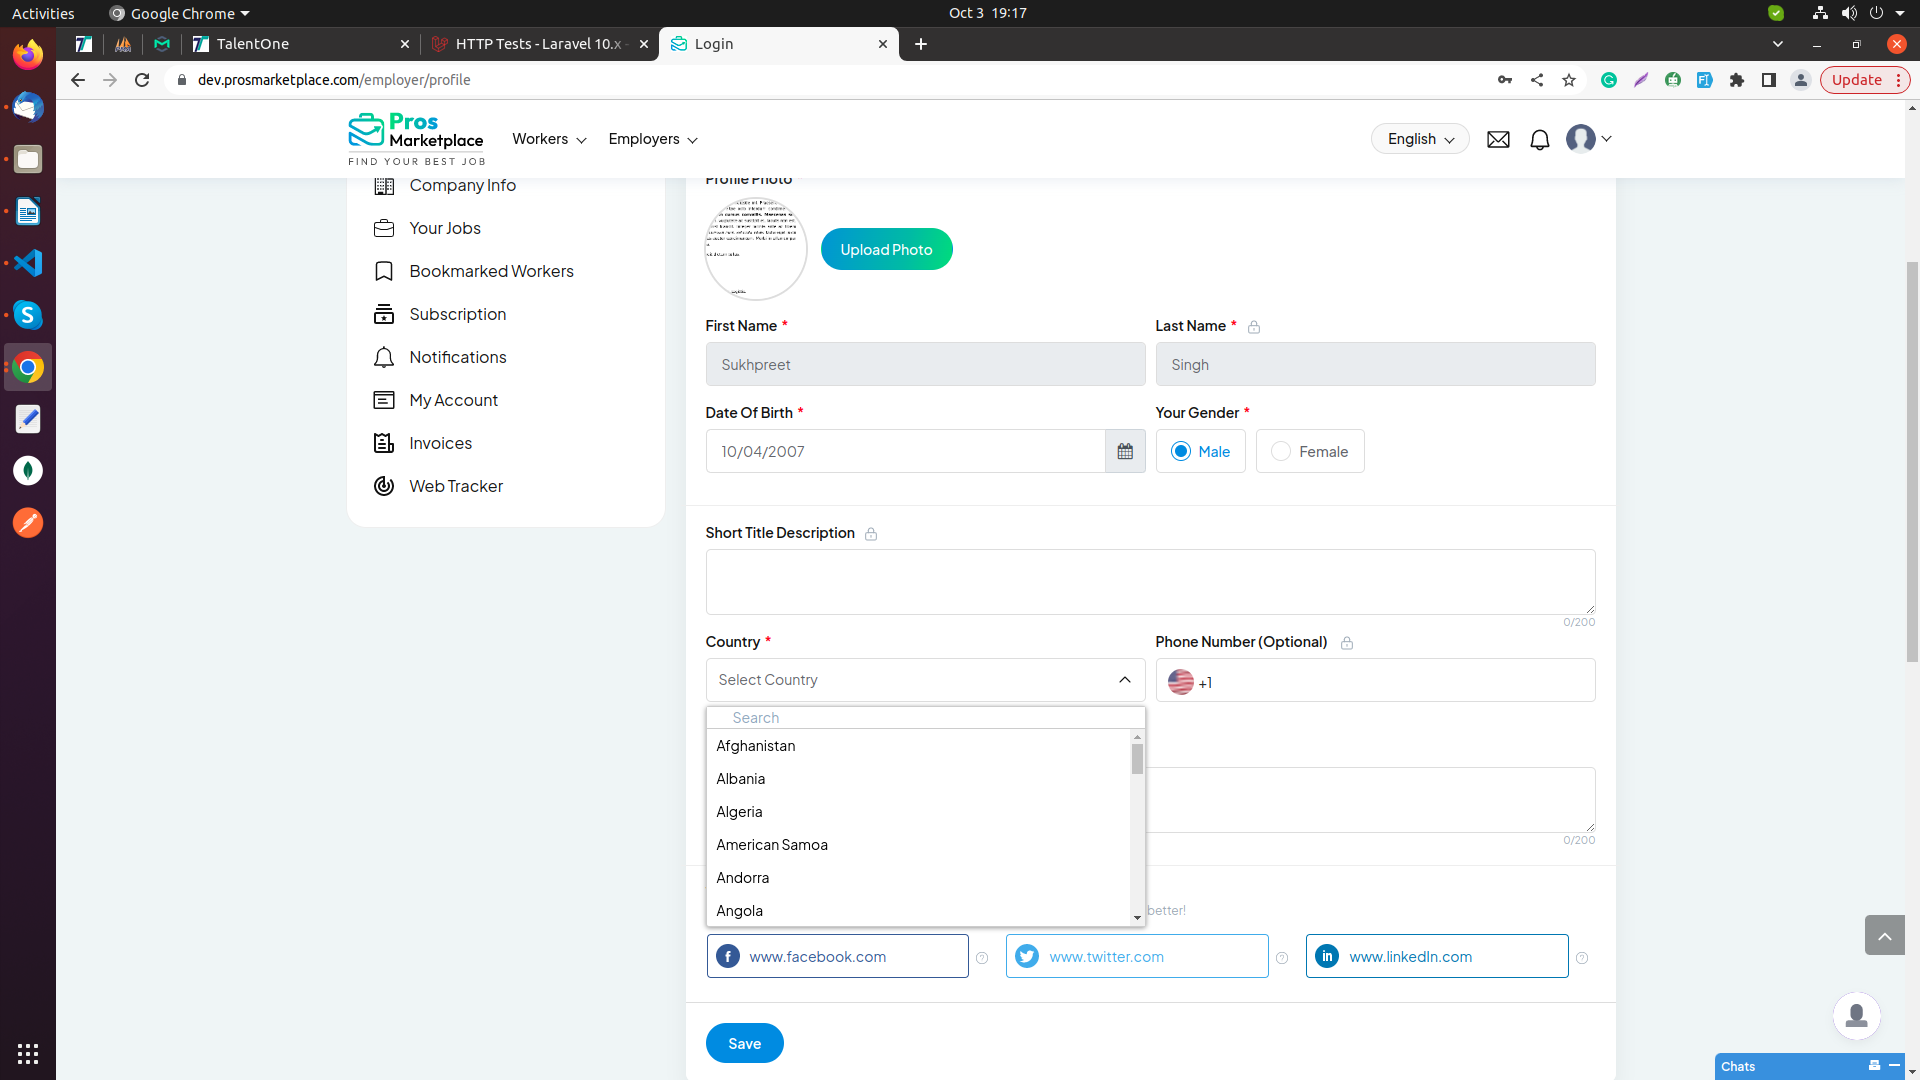 Activities
Google Chrome
Oct 3 19:17
TalentOne
HTTP Tests - Laravel 10.x -
Login
dev.prosmarketplace.com/employer/profile
Update
Pros
Marketplace
FIND YOUR BEST JOB
Workers
Employers
English
Company Info
Your Jobs
Bookmarked Workers
Subscription
Notifications
My Account
Invoices
Web Tracker
Profile Photo
Upload Photo
First Name *
Last Name *
Sukhpreet
Singh
Date Of Birth *
Your Gender *
10/04/2007
Male
Female
Short Title Description
0/200
Country *
Phone Number (Optional)
Select Country
+1
Search
Afghanistan
Albania
Algeria
American Samoa
Andorra
Angola
0/200
better!
www.facebook.com
www.twitter.com
www.linkedIn.com
Save
Chats